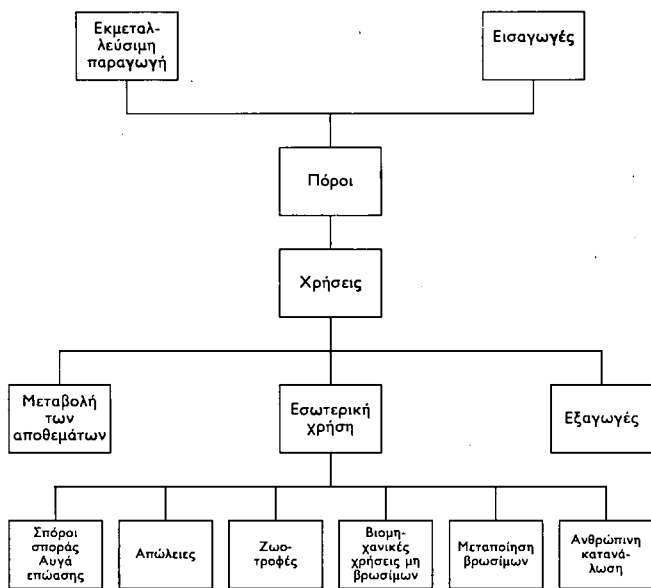 Εκμεταλ-
λεύσιμη
παραγωγή
Εισαγωγές
Πόροι
Χρήσεις
Μεταβολή
των
αποθεμάτων
Εσωτερική
χρήση
Εξαγωγές
Σπόροι
σποράς
Αυγά
επώασης
Απώλειες
Ζωο-
τροφές
Βιομη-
χανικές
χρήσεις μη
βρωσίμων
Μεταποίηση
βρωσίμων
Ανθρώπινη
κατανά-
λωση